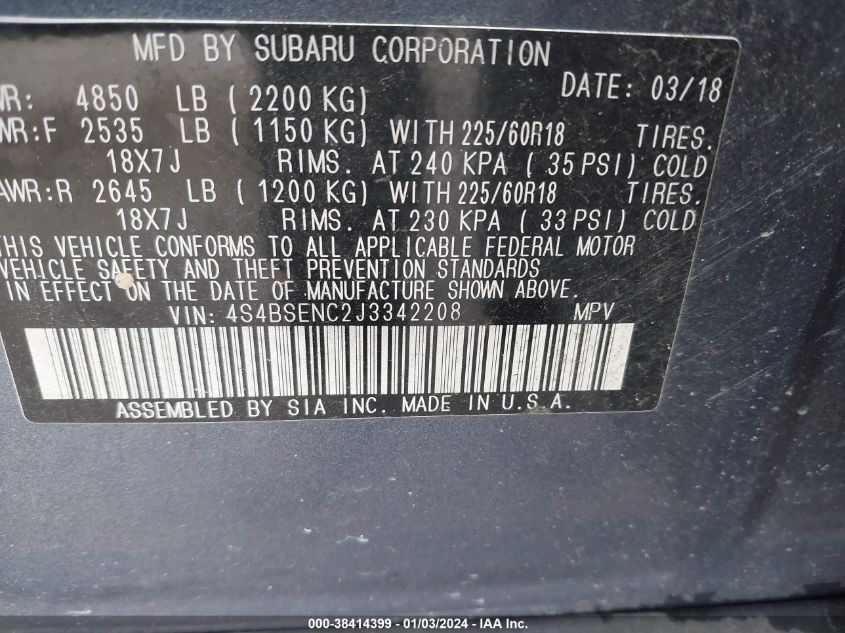 MFD BY SUBARU CORPORATION
WR: 4850 LB ( 2200 KG) DATE: 03/18
WR:F 2535 LB ( 1150 KG) WITH 225/60R18 TIRES.
18X7J RIMS. AT 240 KPA ( 35 PSI) COLD
AWR:R 2645 LB ( 1200 KG) WITH 225/60R18 TIRES.
18X7J RIMS. AT 230 KPA ( 33 PSI) COLD
THIS VEHICLE CONFORMS TO ALL APPLICABLE FEDERAL MOTOR
VEHICLE SAFETY AND THEFT PREVENTION STANDARDS
IN EFFECT ON THE DATE OF MANUFACTURE SHOWN ABOVE.
VIN: 4S4BSENC2J3342208 MPV
ASSEMBLED BY SIA INC. MADE IN U.S.A.
000-38414399 - 01/03/2024 - IAA Inc.